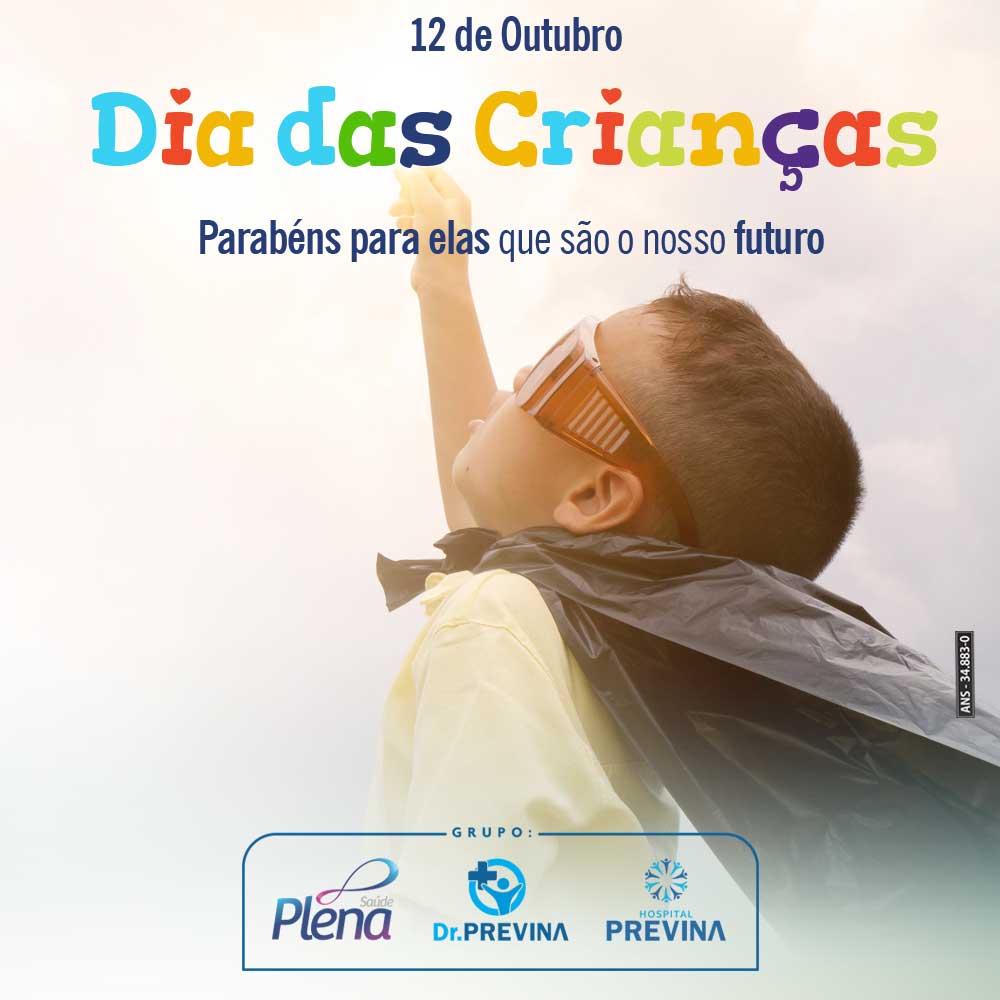 12 de Outubro
Dia das Crianças
Parabéns para elas que são o nosso futuro
ANS - 34.883-0
GRUPO:
Plena Saúde
Dr.PREVINA
HOSPITAL
PREVINA